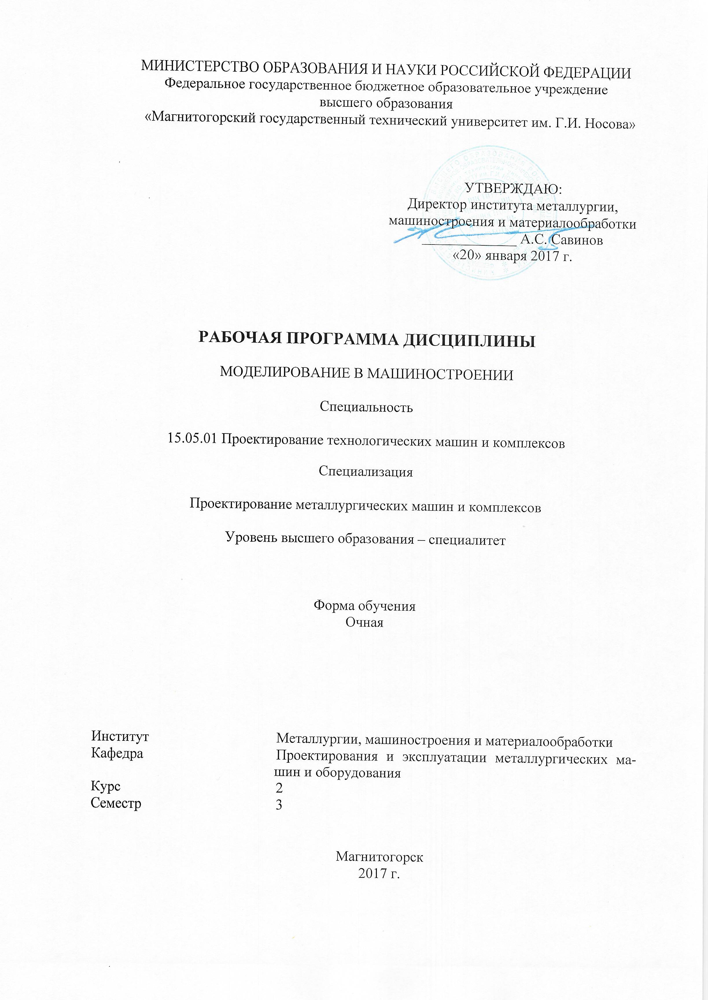 МИНИСТЕРСТВО ОБРАЗОВАНИЯ И НАУКИ РОССИЙСКОЙ ФЕДЕРАЦИИ
Федеральное государственное бюджетное образовательное учреждение
высшего образования
«Магнитогорский государственный технический университет им. Г.И. Носова»
УТВЕРЖДАЮ:
Директор института металлургии,
машиностроения и материалообработки
_____________ А.С. Савинов
«20» января 2017 г.
РАБОЧАЯ ПРОГРАММА ДИСЦИПЛИНЫ
МОДЕЛИРОВАНИЕ В МАШИНОСТРОЕНИИ
Специальность
15.05.01 Проектирование технологических машин и комплексов
Специализация
Проектирование металлургических машин и комплексов
Уровень высшего образования – специалитет
Форма обучения
Очная
Институт Металлургии, машиностроения и материалообработки
Кафедра Проектирования и эксплуатации металлургических ма-
шин и оборудования
Курс 2
Семестр 3
Магнитогорск
2017 г.